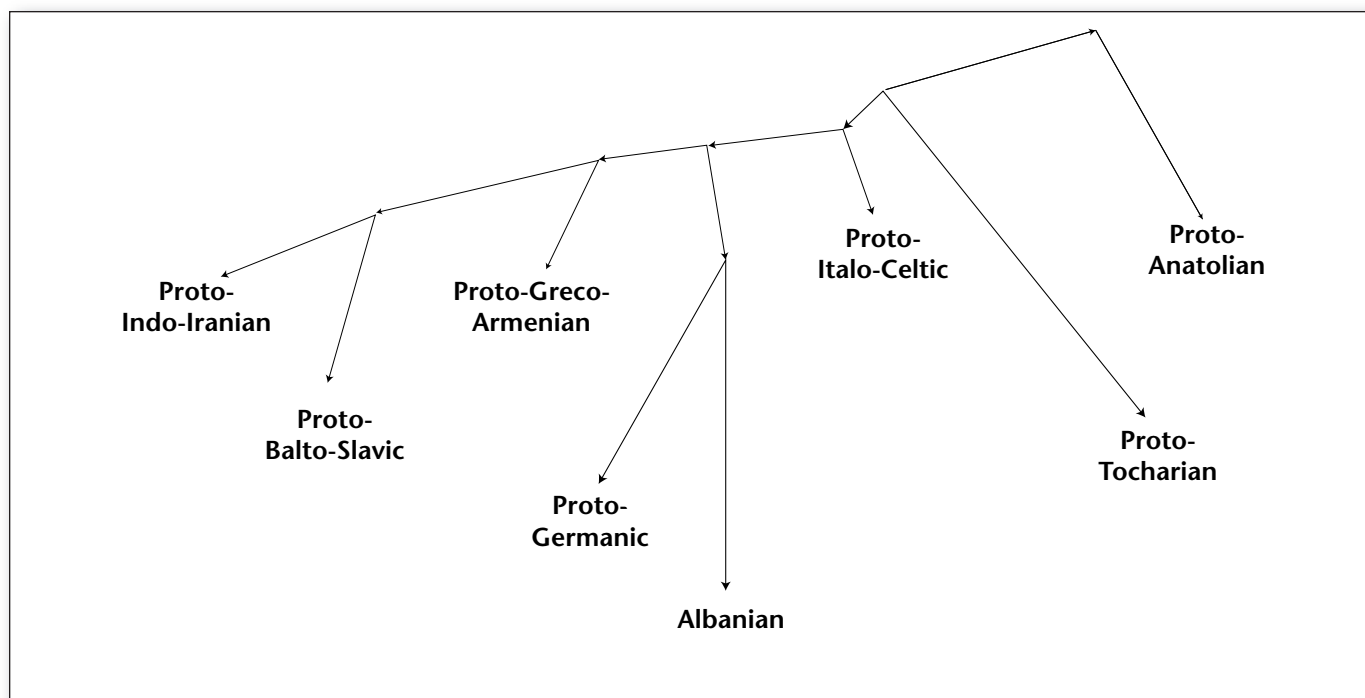 Proto-
Italo-Celtic
Proto-
Anatolian
Proto-
Indo-Iranian
Proto-Greco-
Armenian
Proto-
Balto-Slavic
Proto-
Tocharian
Proto-
Germanic
Albanian